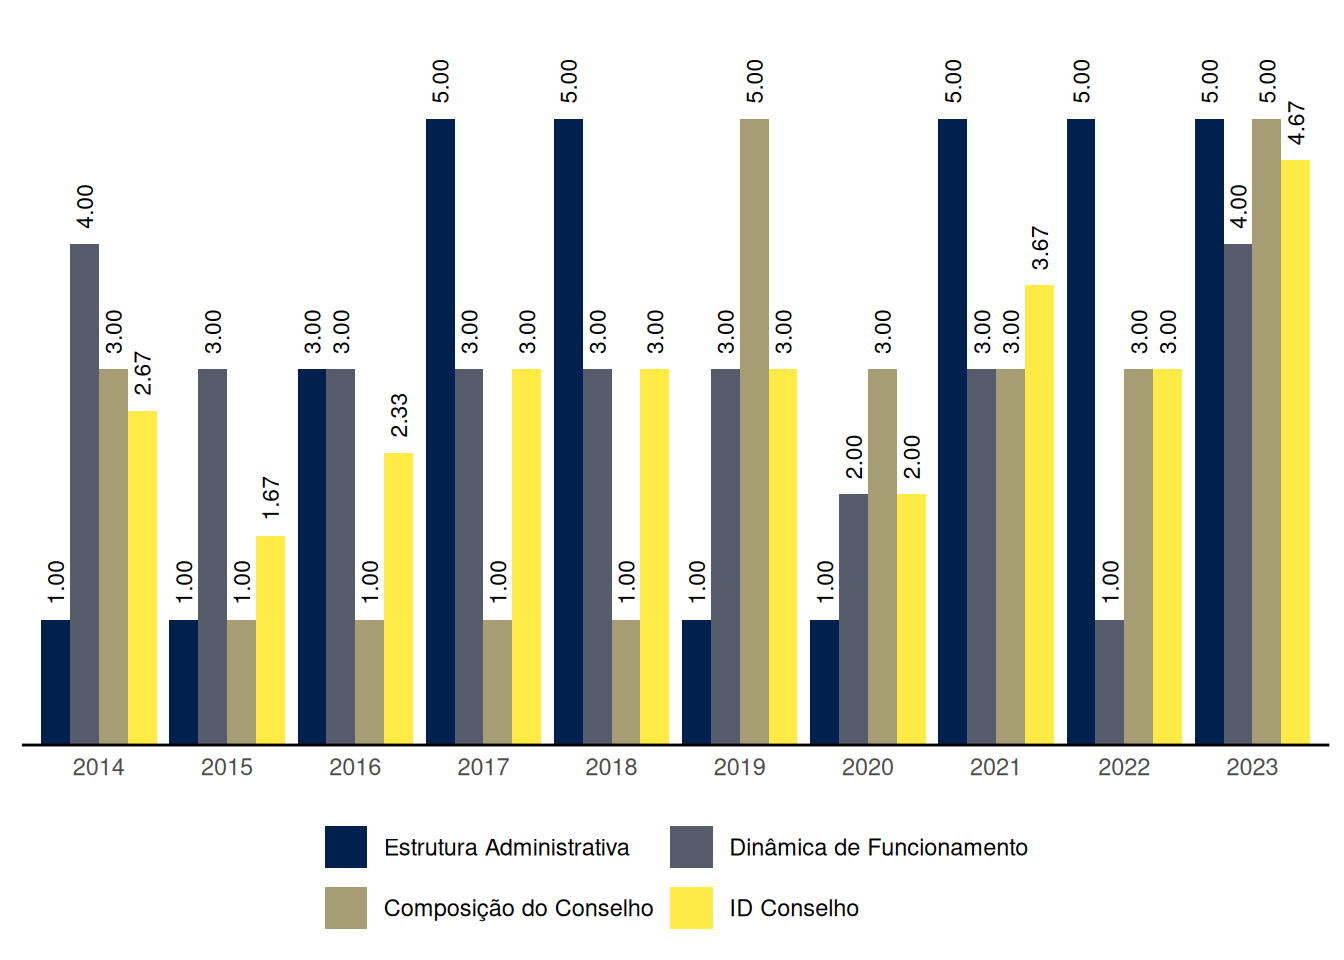 1.00 4.00 3.00 2.67
1.00 3.00 1.00 1.67
3.00 3.00 1.00 2.33
5.00 3.00 1.00 3.00
5.00 3.00 1.00 3.00
1.00 3.00 5.00 3.00
1.00 2.00 3.00 2.00
5.00 3.00 3.00 3.67
5.00 1.00 3.00 3.00
5.00 4.00 5.00 4.67
2014 2015 2016 2017 2018 2019 2020 2021 2022 2023
Estrutura Administrativa Dinâmica de Funcionamento
Composição do Conselho ID Conselho